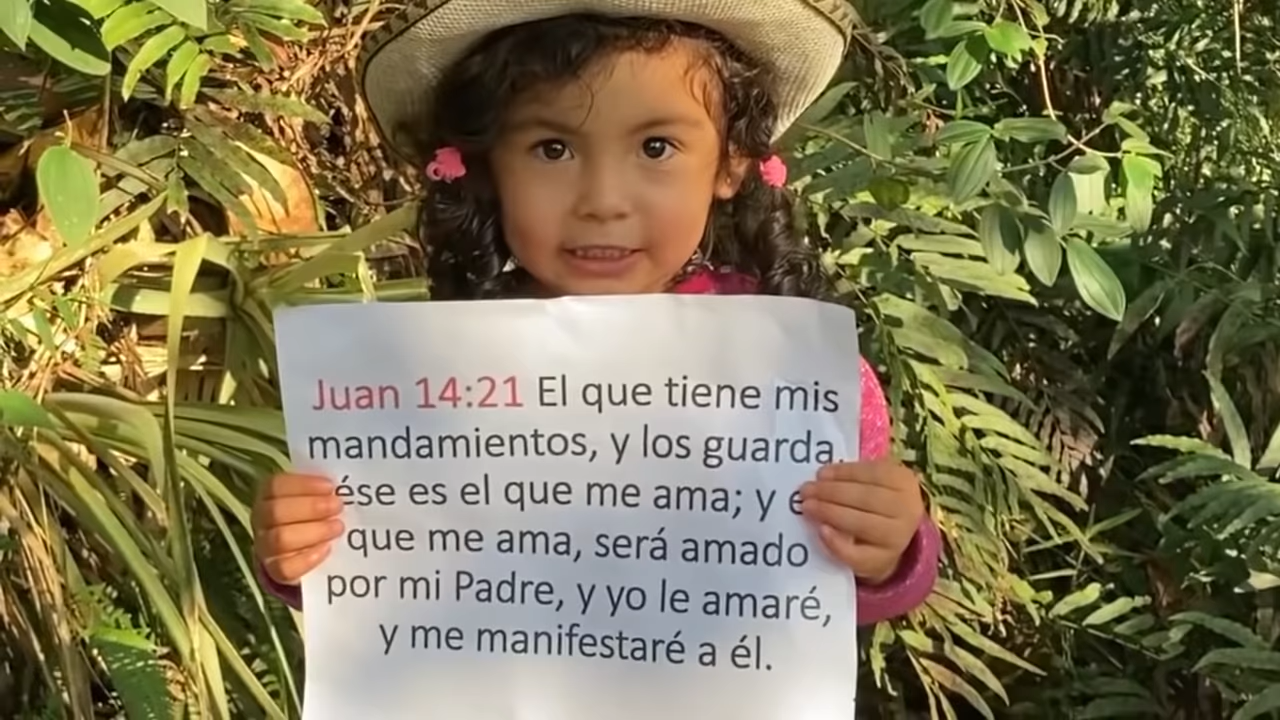 Juan 14:21 El que tiene mis
mandamientos, y los guarda,
ése es el que me ama; y e
que me ama, será amado
por mi Padre, y yo le amaré,
y me manifestaré a él.